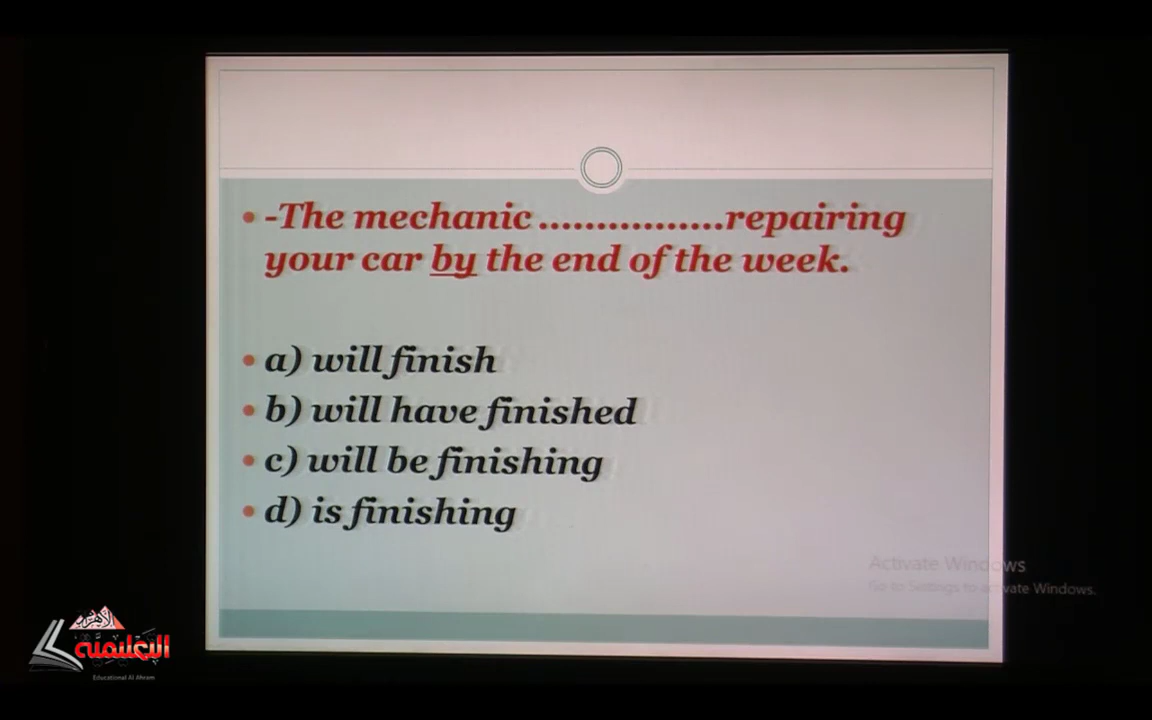 -The mechanic ................repairing
your car by the end of the week.
a) will finish
b) will have finished
c) will be finishing
d) is finishing
Activate Windows
Go to Settings to activate Windows.
الأهرام
التعليمية
Educational Al Ahram